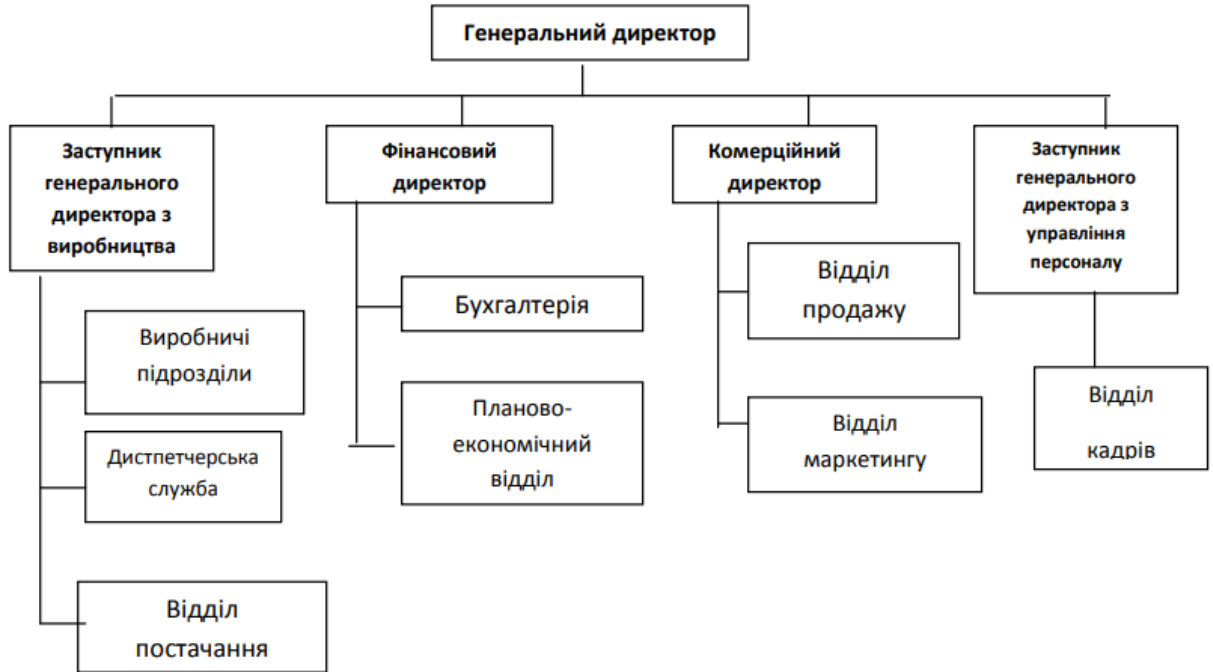 Генеральний директор
Заступник
генерального
директора з
виробництва
Фінансовий
директор
Комерційний
директор
Заступник
генерального
директора з
управління
персоналу
Виробничі
підрозділи
Дистпетчерська
служба
Відділ
постачання
Бухгалтерія
Планово-
економічний
відділ
Відділ
продажу
Відділ
маркетингу
Відділ
кадрів